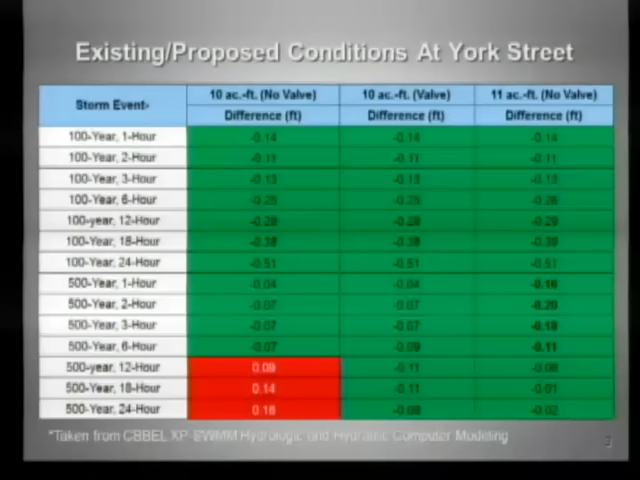 Existing/Proposed Conditions At York Street
Storm Event* 10 ac.-ft. (No Valve) 10 ac.-ft. (Valve) 11 ac.-ft. (No Valve)
Difference (ft) Difference (ft) Difference (ft)
100-Year, 1-Hour -0.14 -0.14 -0.14
100-Year, 2-Hour -0.11 -0.11 -0.11
100-Year, 3-Hour -0.13 -0.13 -0.13
100-Year, 6-Hour
100-year, 12-Hour
100-Year, 18-Hour -0.38 -0.38
100-Year, 24-Hour -0.51 -0.51 -0.51
500-Year, 1-Hour -0.04 -0.04 -0.16
500-Year, 2-Hour -0.07 -0.20
500-Year, 3-Hour -0.07 -0.07 -0.18
500-Year, 6-Hour -0.07 -0.09 -0.11
500-year, 12-Hour 0.09 -0.11
500-Year, 18-Hour 0.14 -0.11 -0.01
500-Year, 24-Hour -0.02
*Taken from CBBEL XP-SWMM Hydrologic and Hydraulic Computer Modeling